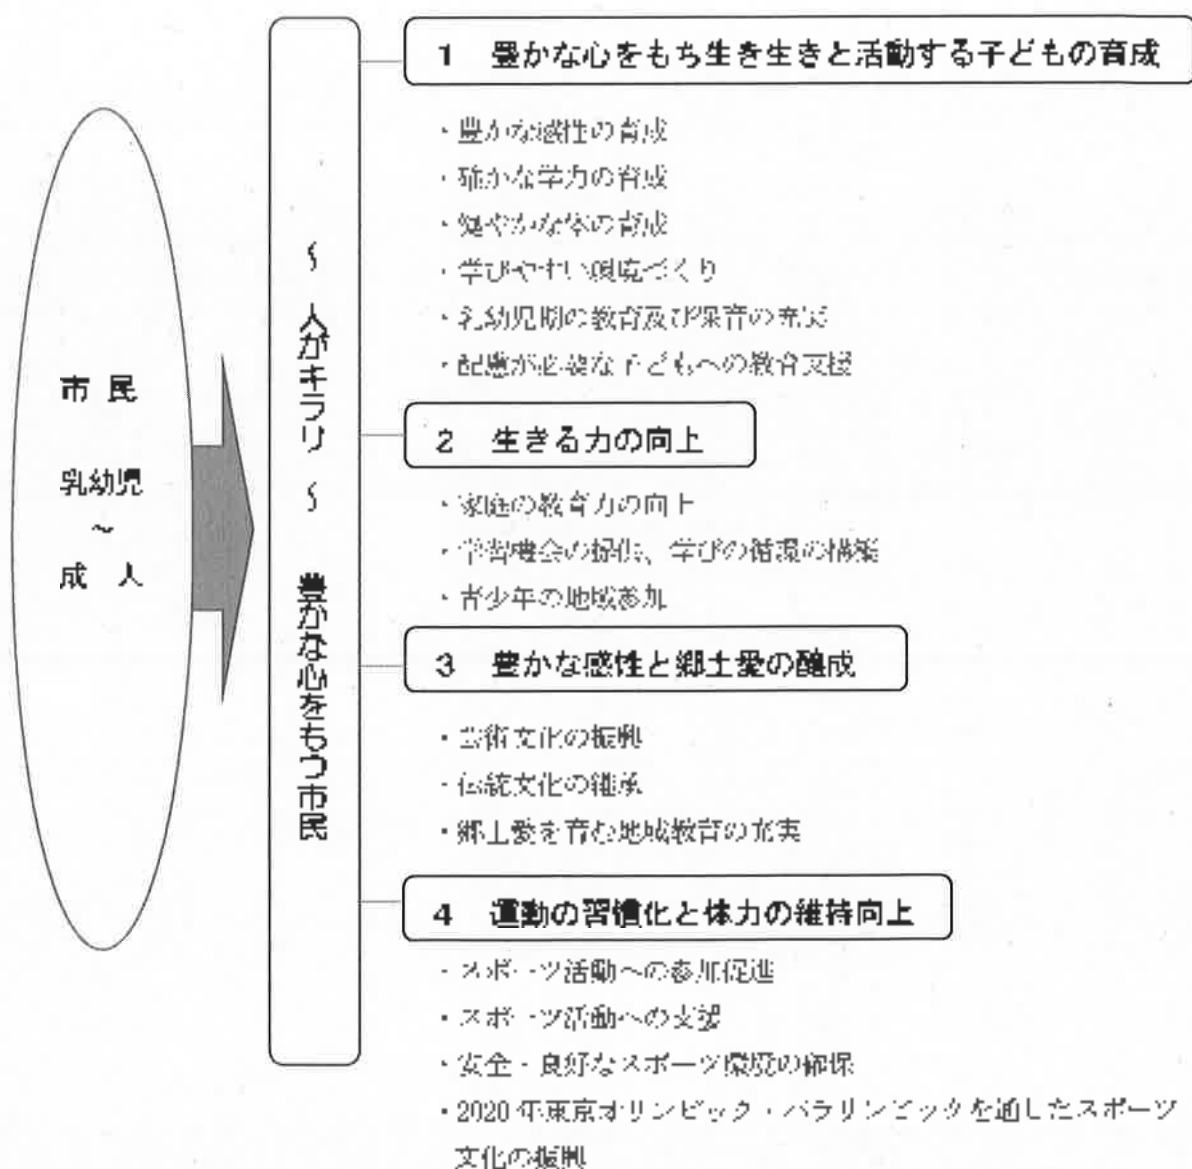 市 民
乳幼児
~
成 人
~ 人がキラリ ~ 豊かな心をもつ市民
1 豊かな心をもち生き生きと活動する子どもの育成
・豊かな感性の育成
・確かな学力の育成
・健やかな体の育成
・学びやすい環境づくり
・乳幼児期の教育及び保育の充実
・配慮が必要な子どもへの教育支援
2 生きる力の向上
・家庭の教育力の向上
・学習機会の提供、学びの循環の構築
・青少年の地域参加
3 豊かな感性と郷土愛の醸成
・芸術文化の振興
・伝統文化の継承
・郷土愛を育む地域教育の充実
4 運動の習慣化と体力の維持向上
・スポーツ活動への参加促進
・スポーツ活動への支援
・安全・良好なスポーツ環境の確保
・2020年東京オリンピック・パラリンピックを通したスポーツ
文化の振興